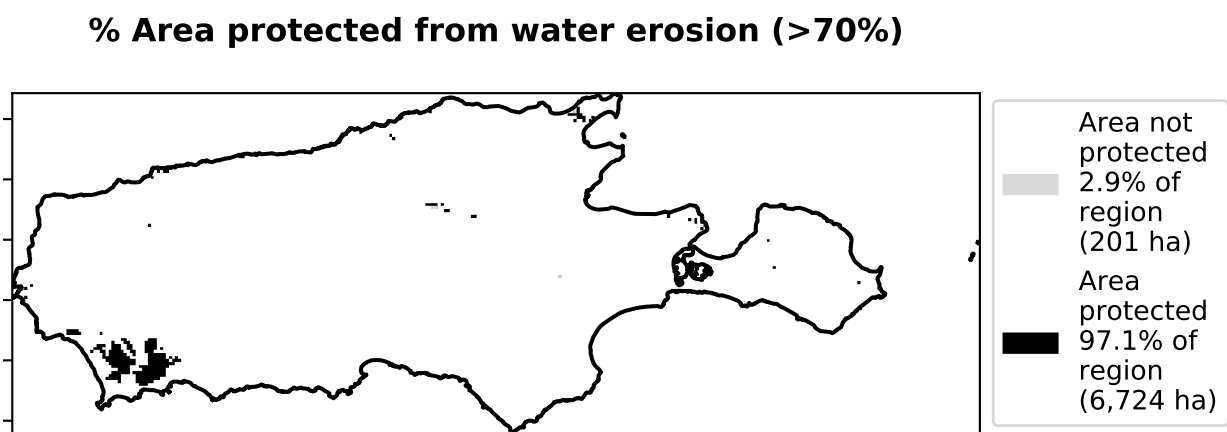 % Area protected from water erosion (>70%)
Area not
protected
2.9% of
region
(201 ha)
Area
protected
97.1% of
region
(6,724 ha)